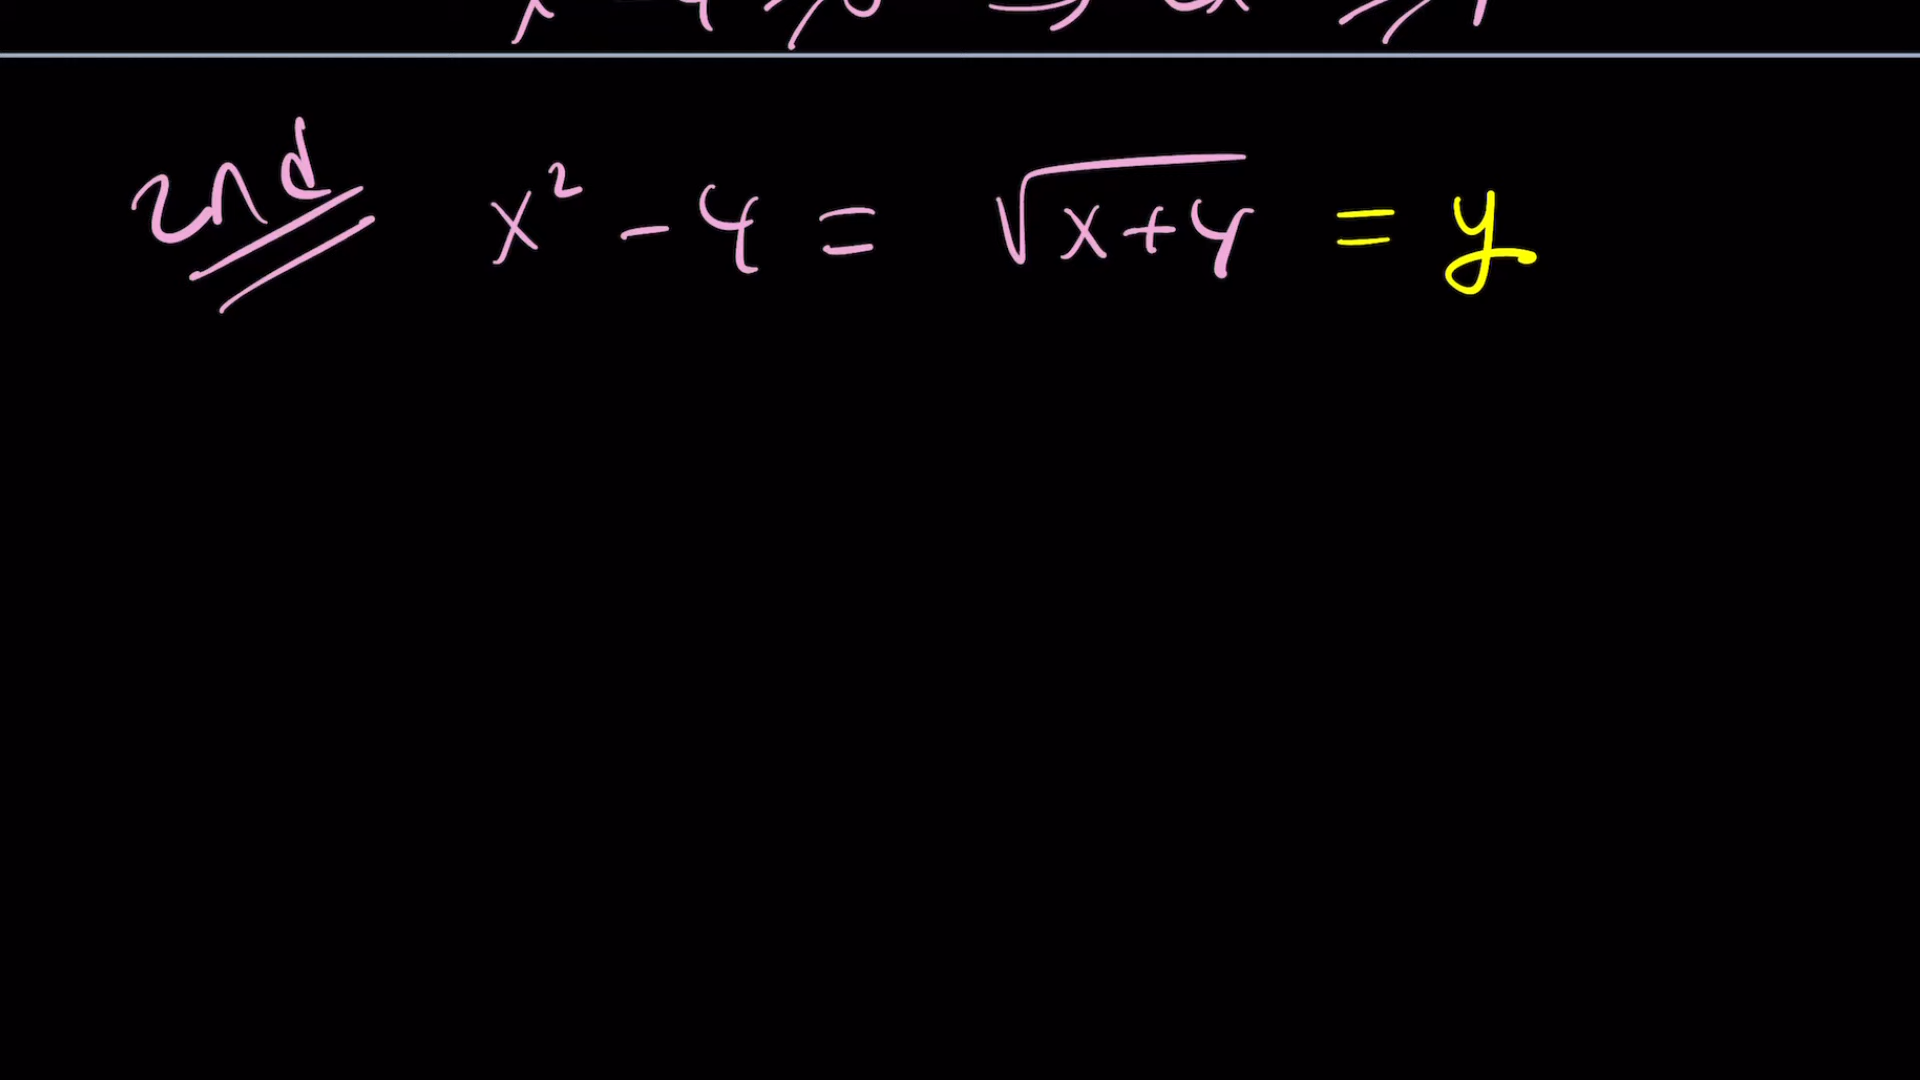 2nd x² - 4 = √x+4 = y